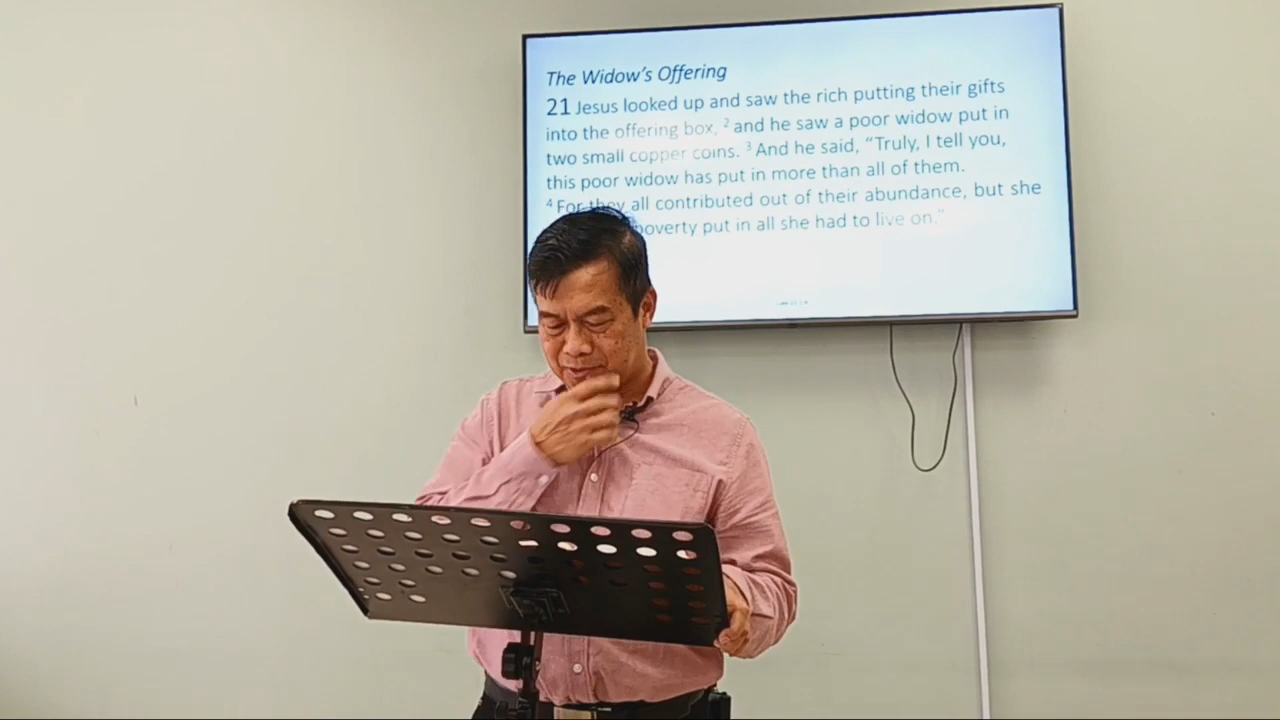 The Widow's Offering
21 Jesus looked up and saw the rich putting their gifts
into the offering box, 2 and he saw a poor widow put in
two small copper coins. 3 And he said, “Truly, I tell you,
this poor widow has put in more than all of them.
4 For they all contributed out of their abundance, but she
poverty put in all she had to live on.”